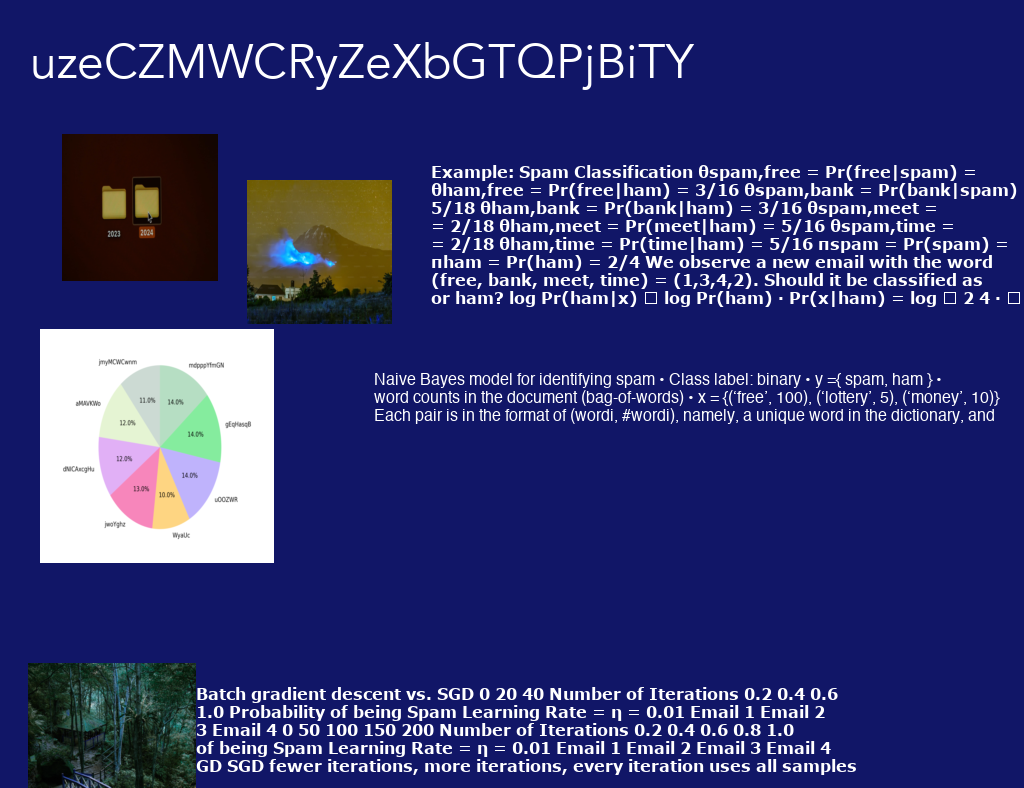 uzeCZMWCRyZeXbGTQPjBiTY
2023
2024
Example: Spam Classification θspam,free = Pr(free|spam) =
θham,free = Pr(free|ham) = 3/16 θspam,bank = Pr(bank|spam)
5/18 θham,bank = Pr(bank|ham) = 3/16 θspam,meet =
= 2/18 θham,meet = Pr(meet|ham) = 5/16 θspam,time =
= 2/18 θham,time = Pr(time|ham) = 5/16 πspam = Pr(spam) =
πham = Pr(ham) = 2/4 We observe a new email with the word
(free, bank, meet, time) = (1,3,4,2). Should it be classified as
or ham? log Pr(ham|x) □ log Pr(ham) · Pr(x|ham) = log □ 2 4 · □
jmyMCWCwnm
mdpppYfmGN
aMAVKWo
11.0%
14.0%
12.0%
14.0%
gEqHasqB
dNICAxcgHu
12.0%
14.0%
13.0%
10.0%
uOOZWR
jwoYghz
WyaUc
Naive Bayes model for identifying spam • Class label: binary • y ={ spam, ham } •
word counts in the document (bag-of-words) • x = {(‘free’, 100), (‘lottery’, 5), (‘money’, 10)}
Each pair is in the format of (wordi, #wordi), namely, a unique word in the dictionary, and
Batch gradient descent vs. SGD 0 20 40 Number of Iterations 0.2 0.4 0.6
1.0 Probability of being Spam Learning Rate = η = 0.01 Email 1 Email 2
3 Email 4 0 50 100 150 200 Number of Iterations 0.2 0.4 0.6 0.8 1.0
of being Spam Learning Rate = η = 0.01 Email 1 Email 2 Email 3 Email 4
GD SGD fewer iterations, more iterations, every iteration uses all samples